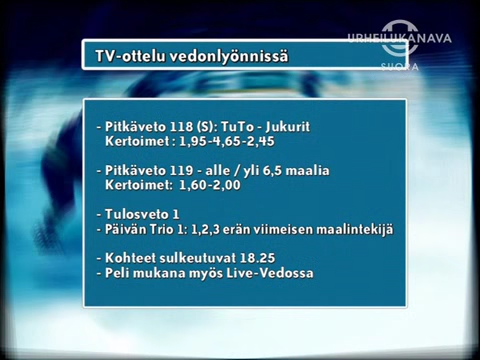 URHEILUKANAVA
SUORA
TV-ottelu vedonlyönnissä
- Pitkäveto 118 (S): TuTo - Jukurit
Kertoimet : 1,95-4,65-2,45
- Pitkäveto 119 - alle / yli 6,5 maalia
Kertoimet: 1,60-2,00
- Tulosveto 1
- Päivän Trio 1: 1,2,3 erän viimeisen maalintekijä
- Kohteet sulkeutuvat 18.25
- Peli mukana myös Live-Vedossa